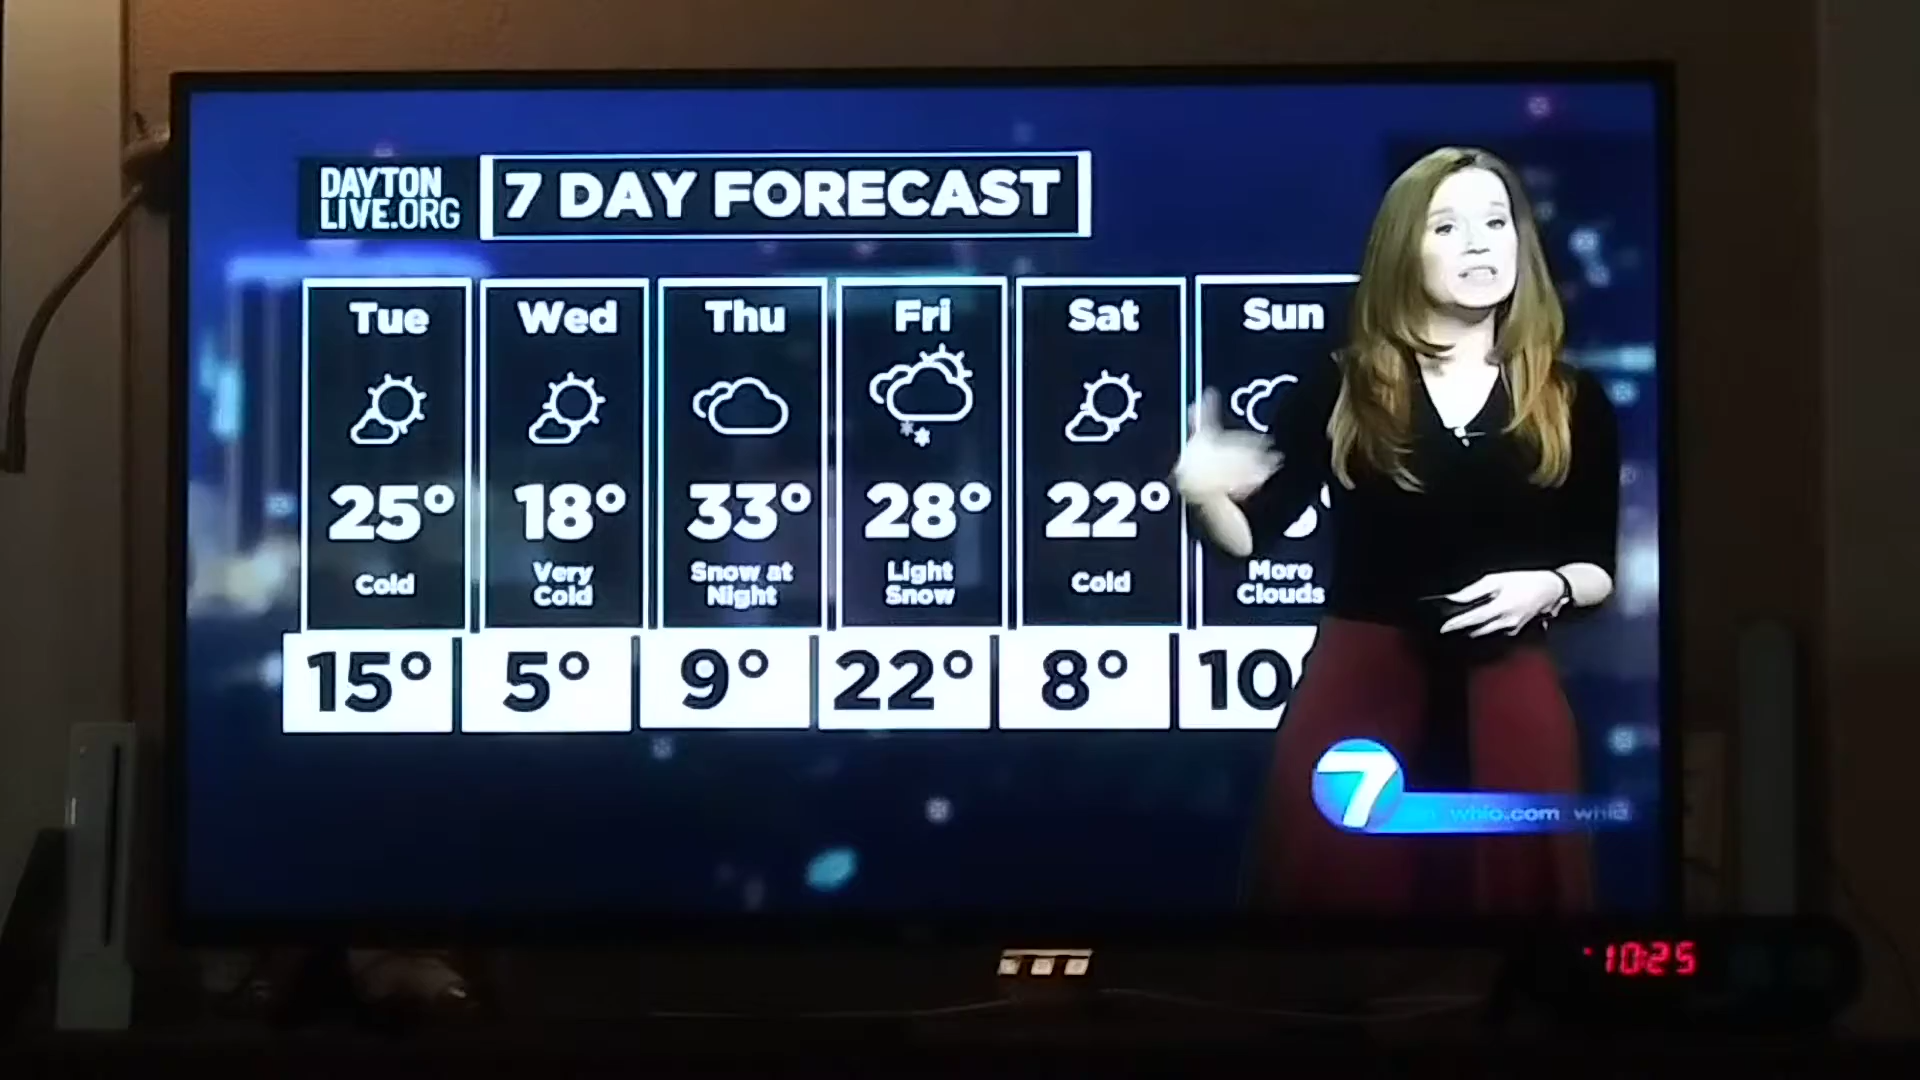 DAYTON
LIVE.ORG
7 DAY FORECAST
Tue
25°
Cold
15°
Wed
18°
Very
Cold
5°
Thu
33°
Snow at
Night
9°
Fri
28°
Light
Snow
22°
Sat
22°
Cold
8°
Sun
More
Clouds
10°
7
whio.com
10:25